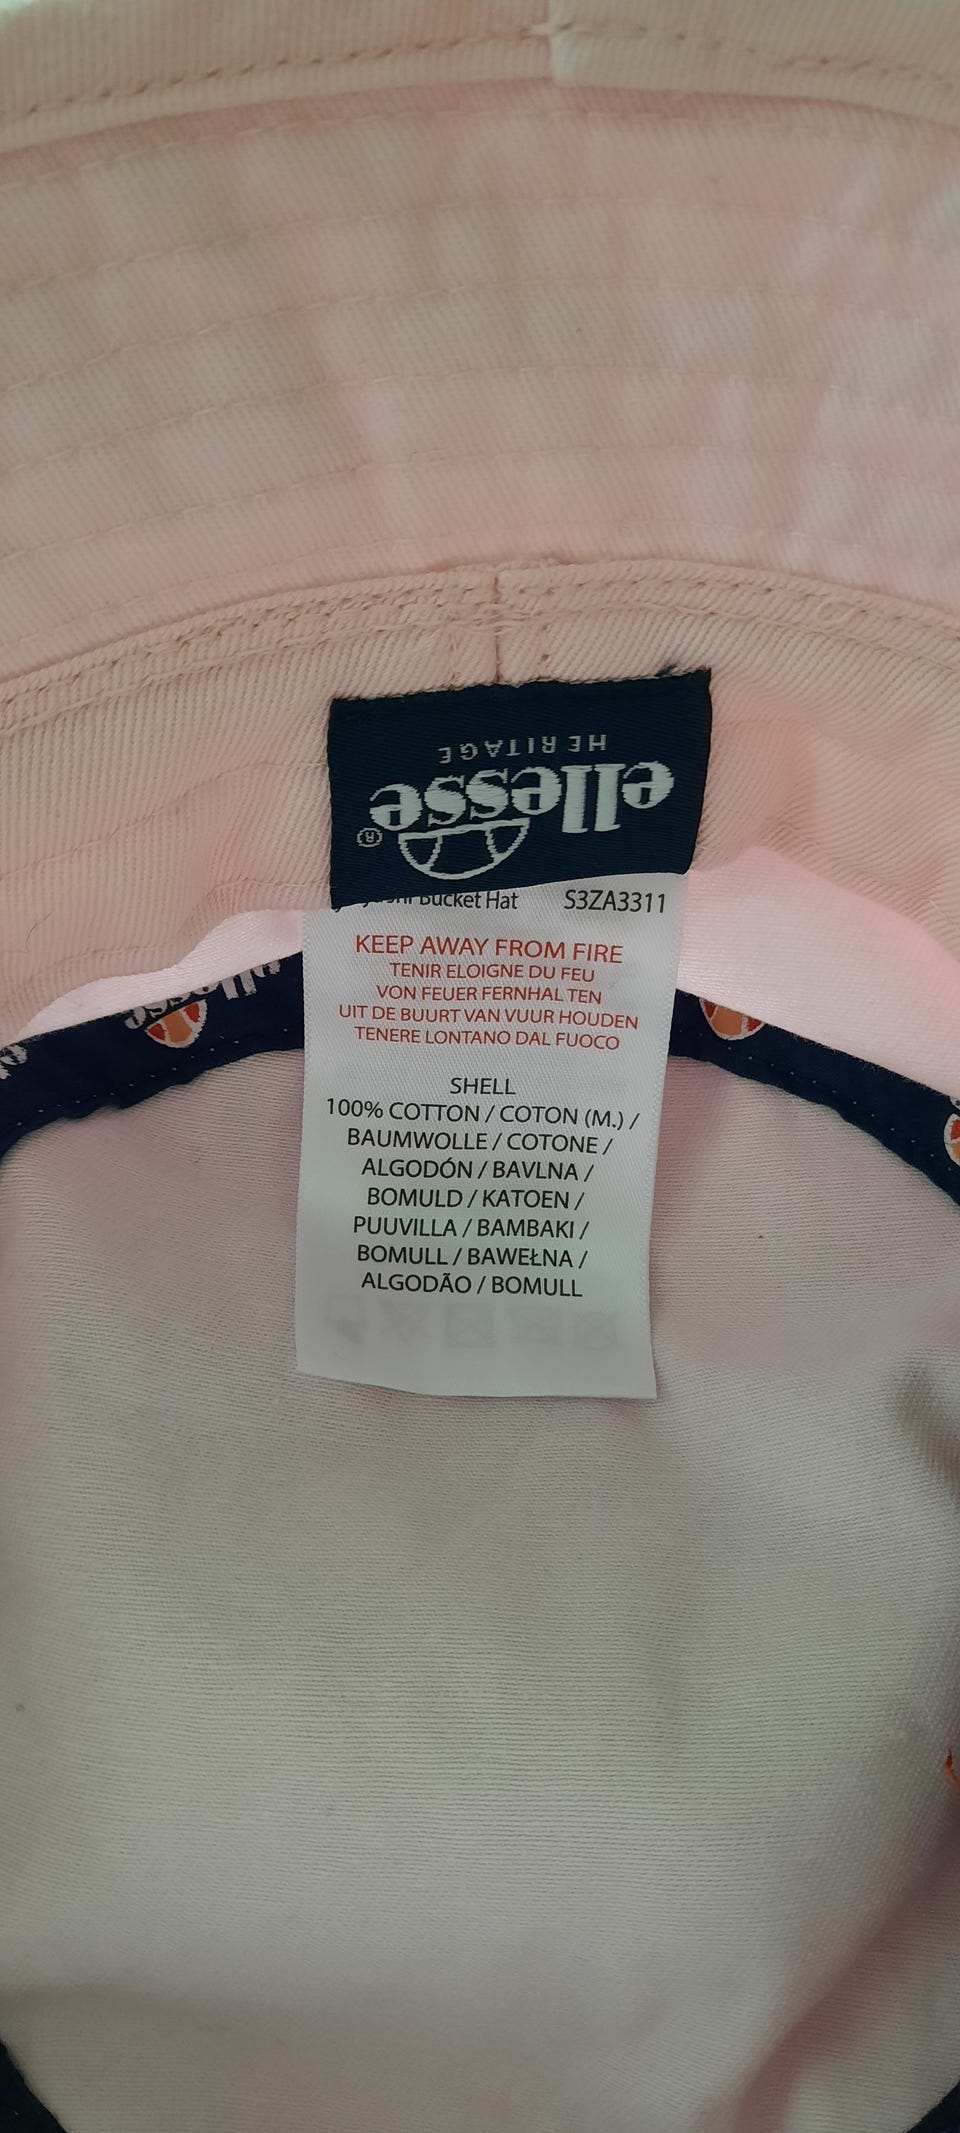 HERITAGE
ellesse
®
Bucket Hat S3ZA3311
KEEP AWAY FROM FIRE
TENIR ELOIGNE DU FEU
VON FEUER FERNHALTEN
UIT DE BUURT VAN VUUR HOUDEN
TENERE LONTANO DAL FUOCO
SHELL
100% COTTON / COTON (M.) /
BAUMWOLLE / COTONE /
ALGODÓN / BAVLNA /
BOMULD / KATOEN /
PUUVILLA / BAMBAKI /
BOMULL / BAWEŁNA /
ALGODÃO / BOMULL
ellesse